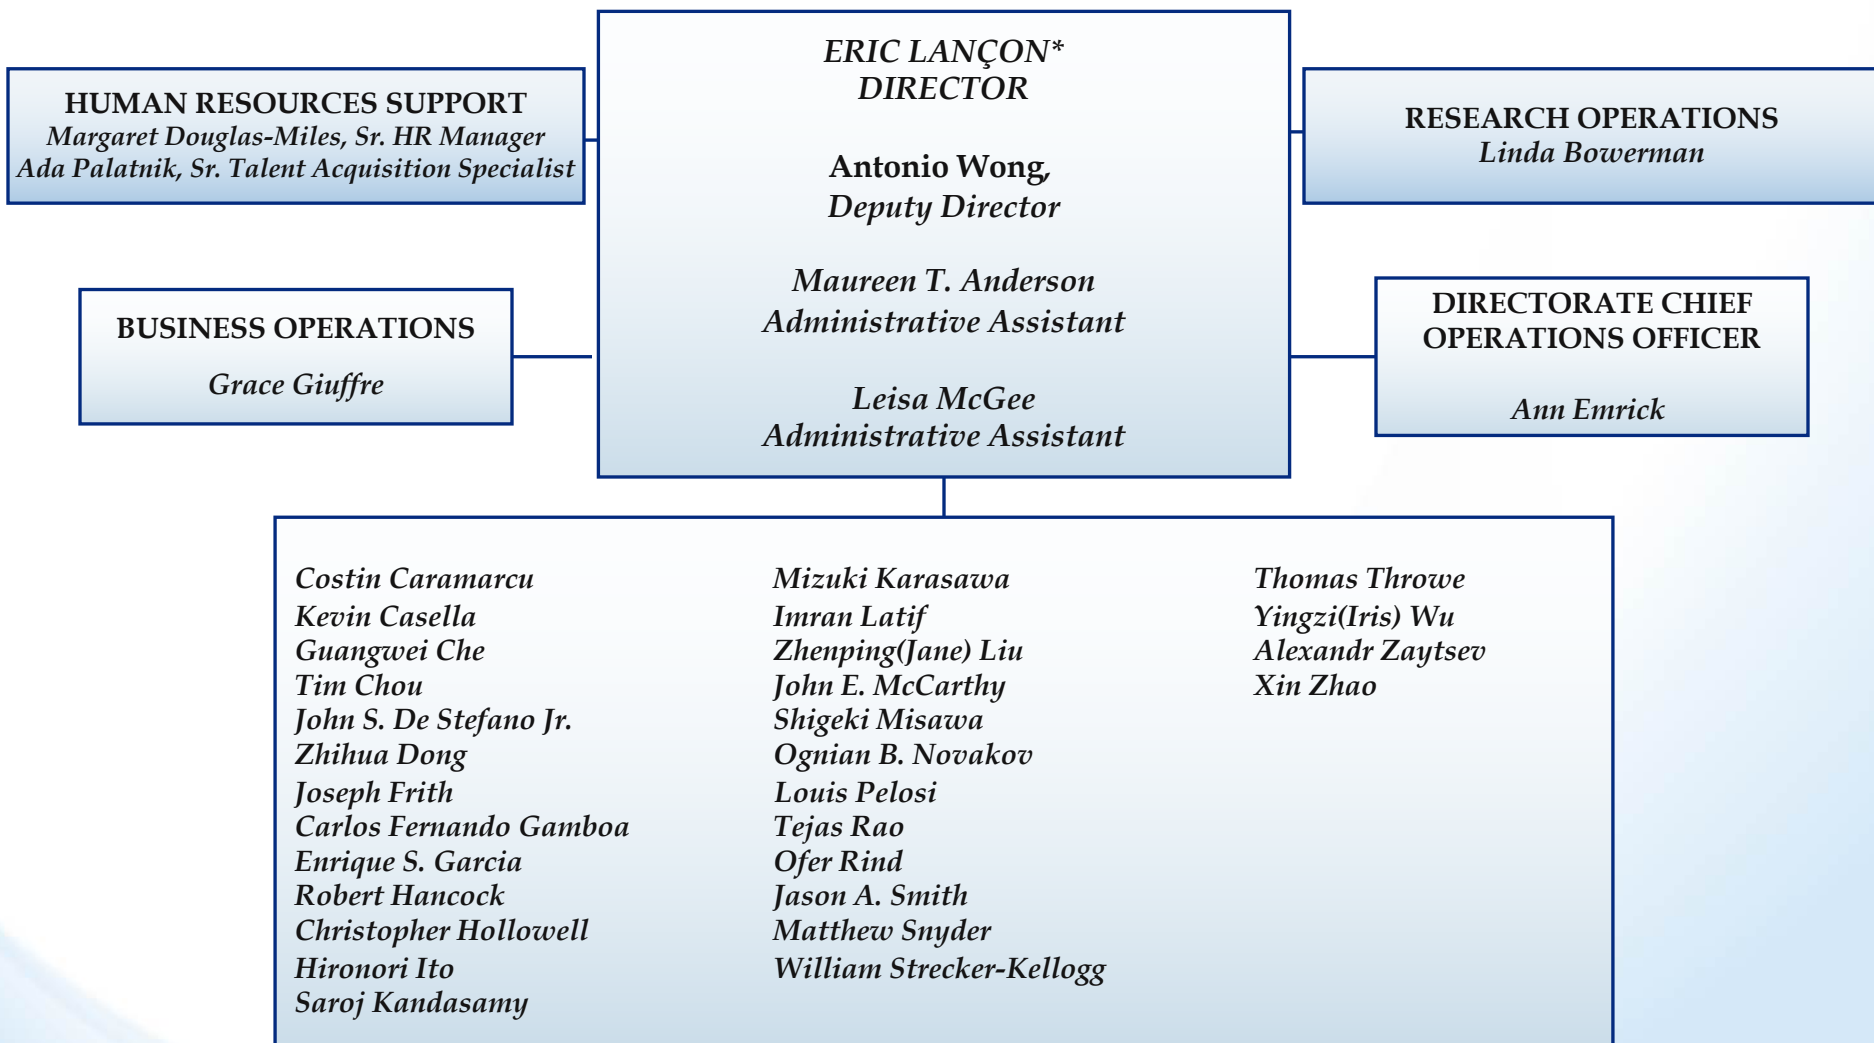 ERIC LANÇON*
DIRECTOR
Antonio Wong,
Deputy Director
Maureen T. Anderson
Administrative Assistant
Leisa McGee
Administrative Assistant
HUMAN RESOURCES SUPPORT
Margaret Douglas-Miles, Sr. HR Manager
Ada Palatnik, Sr. Talent Acquisition Specialist
RESEARCH OPERATIONS
Linda Bowerman
BUSINESS OPERATIONS
Grace Giuffre
DIRECTORATE CHIEF
OPERATIONS OFFICER
Ann Emrick
Costin Caramarcu
Kevin Casella
Guangwei Che
Tim Chou
John S. De Stefano Jr.
Zhihua Dong
Joseph Frith
Carlos Fernando Gamboa
Enrique S. Garcia
Robert Hancock
Christopher Hollowell
Hironori Ito
Saroj Kandasamy
Mizuki Karasawa
Imran Latif
Zhenping(Jane) Liu
John E. McCarthy
Shigeki Misawa
Ognian B. Novakov
Louis Pelosi
Tejas Rao
Ofer Rind
Jason A. Smith
Matthew Snyder
William Strecker-Kellogg
Thomas Throwe
Yingzi(Iris) Wu
Alexandr Zaytsev
Xin Zhao